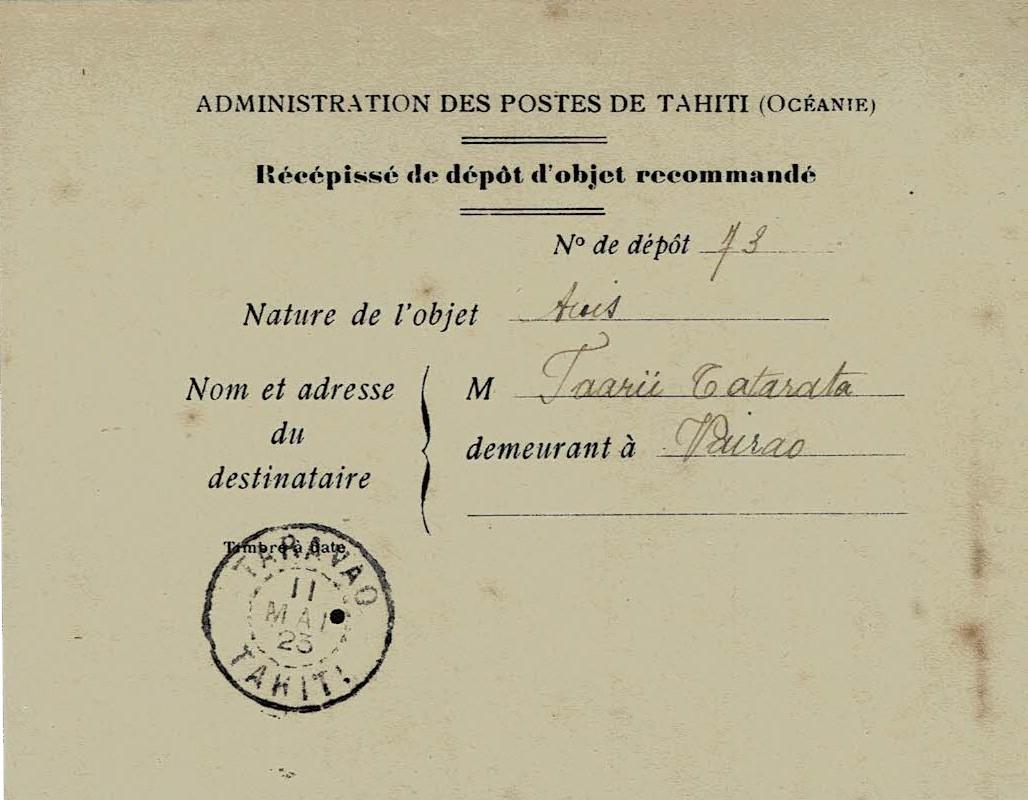 ADMINISTRATION DES POSTES DE TAHITI (OCÉANIE)
Récépissé de dépôt d'objet recommandé
Nº de dépôt 73
Nature de l'objet Avis
Nom et adresse du destinataire
M Taarii Tatarata
demeurant à Vairao
Timbre à date
TARAVAO
11
MAI
23
TAHITI